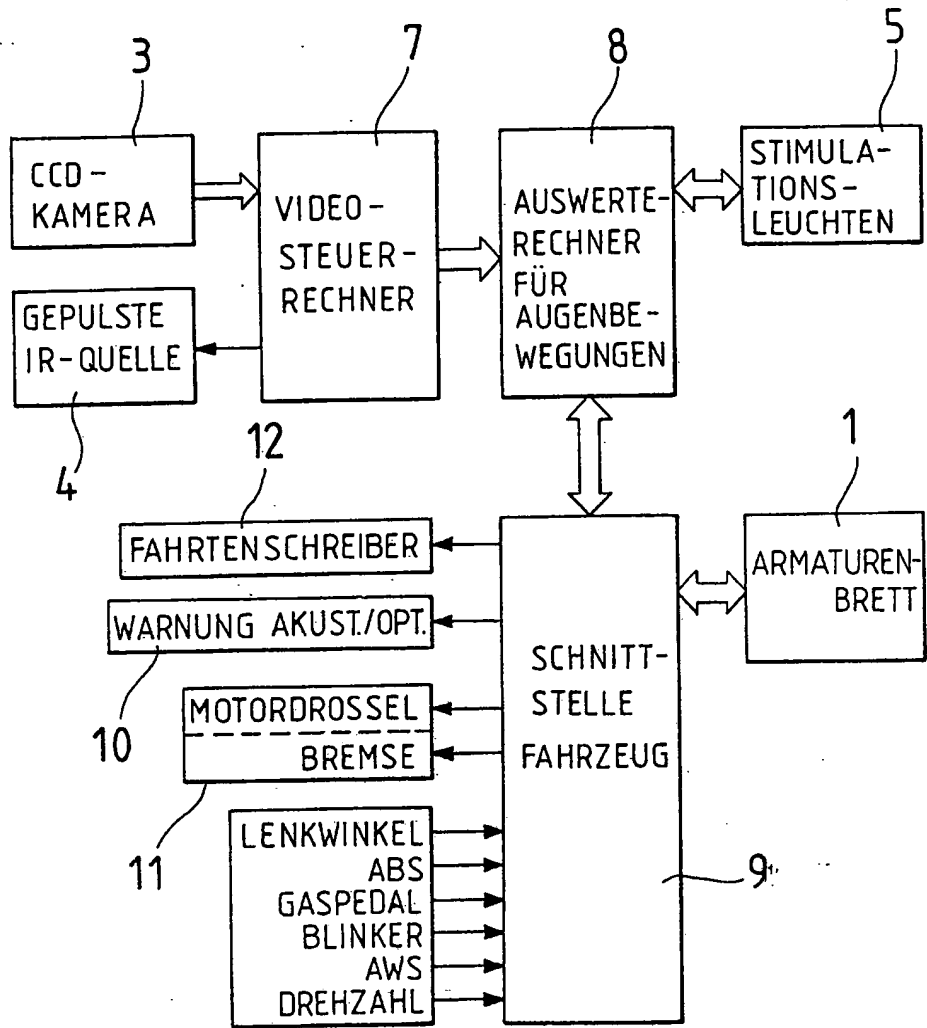 3
7
8
5
CCD-
KAMERA
VIDEO-
STEUER-
RECHNER
AUSWERTE-
RECHNER
FÜR
AUGENBE-
WEGUNGEN
STIMULA-
TIONS-
LEUCHTEN
GEPULSTE
IR-QUELLE
4
12
1
FAHRTENSCHREIBER
ARMATUREN-
BRETT
WARNUNG AKUST./OPT.
10
SCHNITT-
STELLE
FAHRZEUG
MOTORDROSSEL
BREMSE
11
9
LENKWINKEL
ABS
GASPEDAL
BLINKER
AWS
DREHZAHL